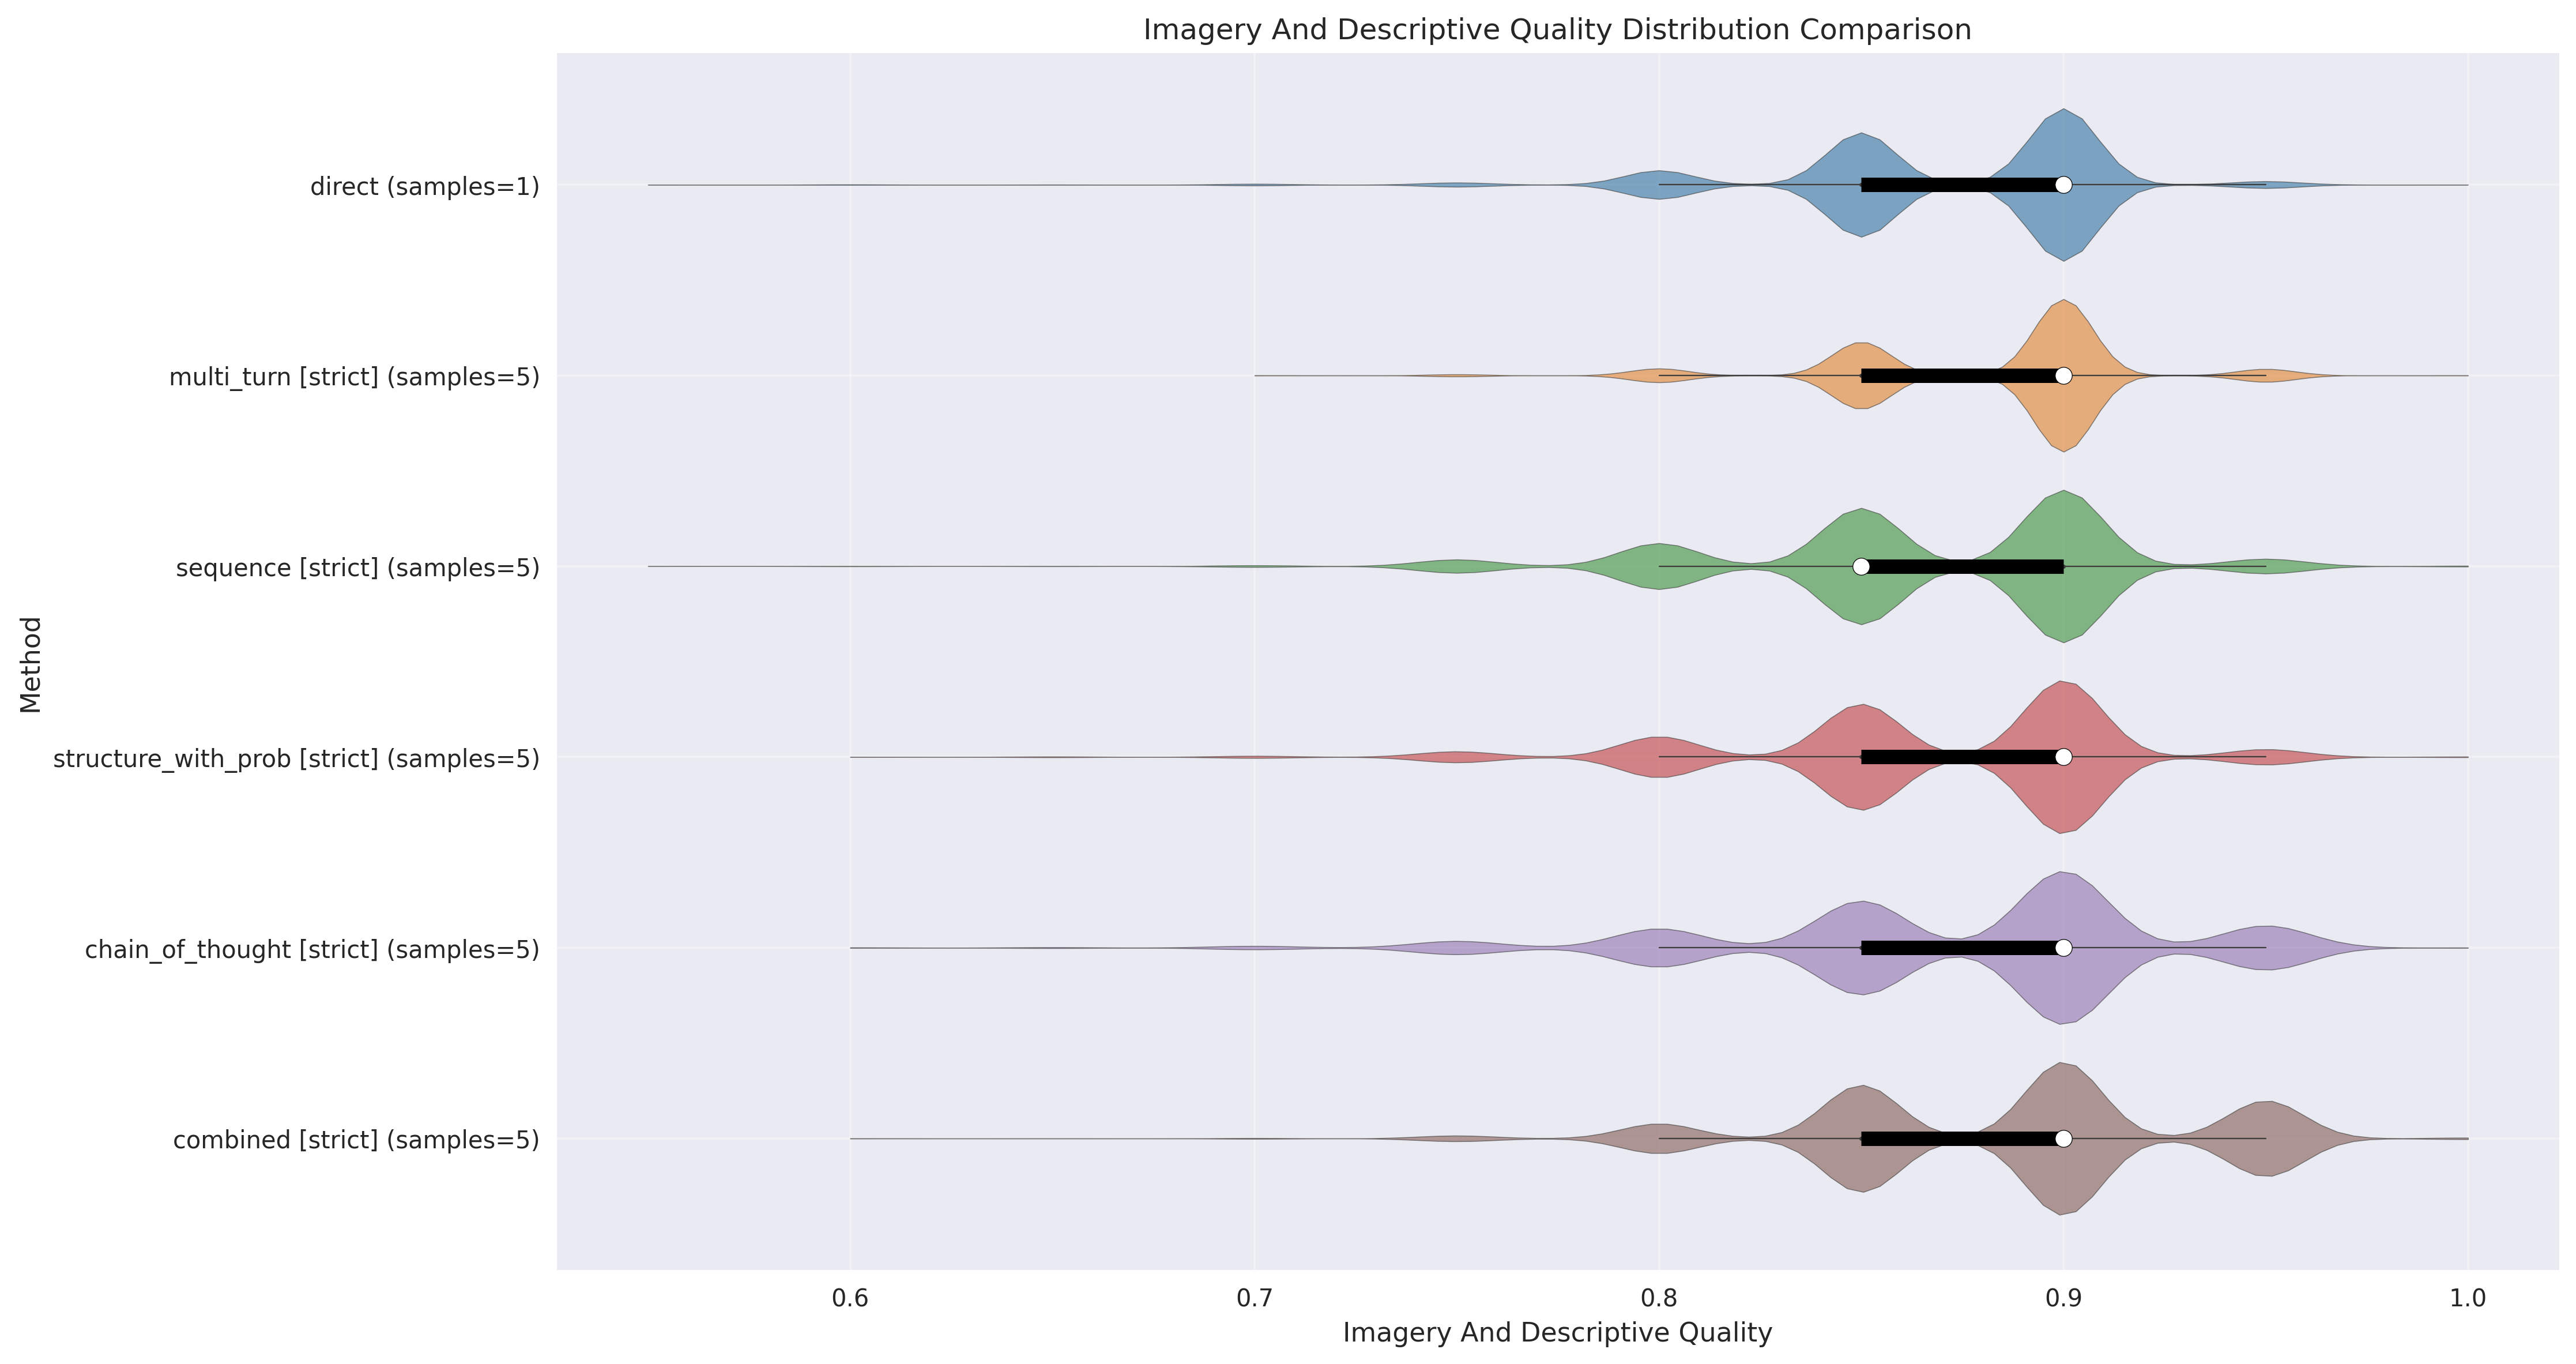 Imagery And Descriptive Quality Distribution Comparison
direct (samples=1)
multi_turn [strict] (samples=5)
sequence [strict] (samples=5)
structure_with_prob [strict] (samples=5)
chain_of_thought [strict] (samples=5)
combined [strict] (samples=5)
Method
0.6 0.7 0.8 0.9 1.0
Imagery And Descriptive Quality